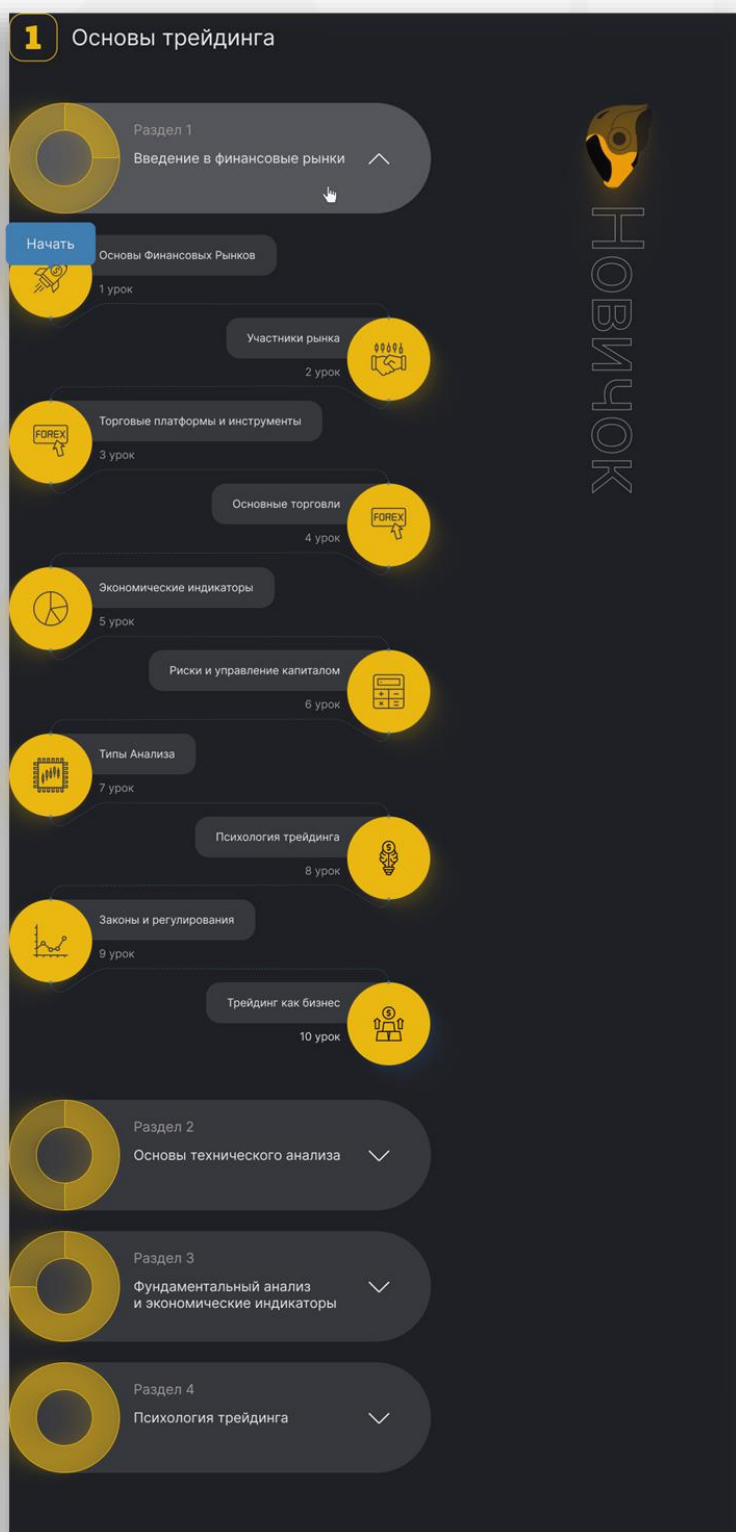 1
Основы трейдинга
Раздел 1
Введение в финансовые рынки
Новичок
Начать
Основы Финансовых Рынков
1 урок
Участники рынка
2 урок
Торговые платформы и инструменты
FOREX
3 урок
Основные торговли
FOREX
4 урок
Экономические индикаторы
5 урок
Риски и управление капиталом
6 урок
Типы Анализа
7 урок
Психология трейдинга
8 урок
Законы и регулирования
9 урок
Трейдинг как бизнес
10 урок
Раздел 2
Основы технического анализа
Раздел 3
Фундаментальный анализ
и экономические индикаторы
Раздел 4
Психология трейдинга